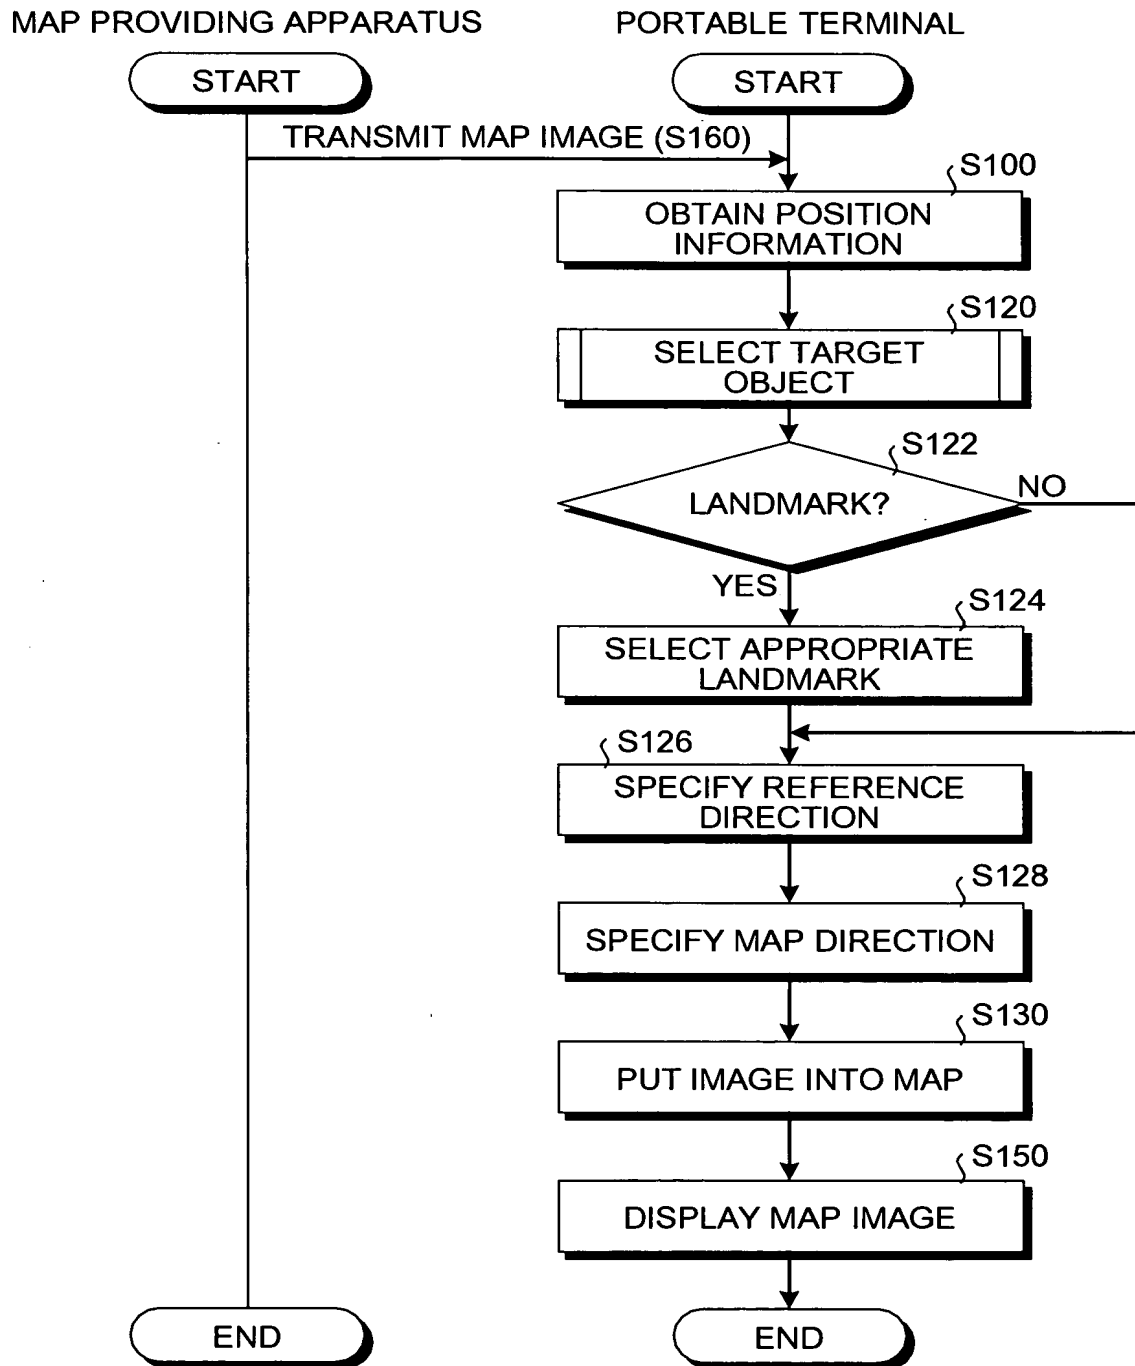 MAP PROVIDING APPARATUS
PORTABLE TERMINAL
START
START
TRANSMIT MAP IMAGE (S160)
S100
OBTAIN POSITION
INFORMATION
S120
SELECT TARGET
OBJECT
S122
LANDMARK?
NO
YES
S124
SELECT APPROPRIATE
LANDMARK
S126
SPECIFY REFERENCE
DIRECTION
S128
SPECIFY MAP DIRECTION
S130
PUT IMAGE INTO MAP
S150
DISPLAY MAP IMAGE
END
END